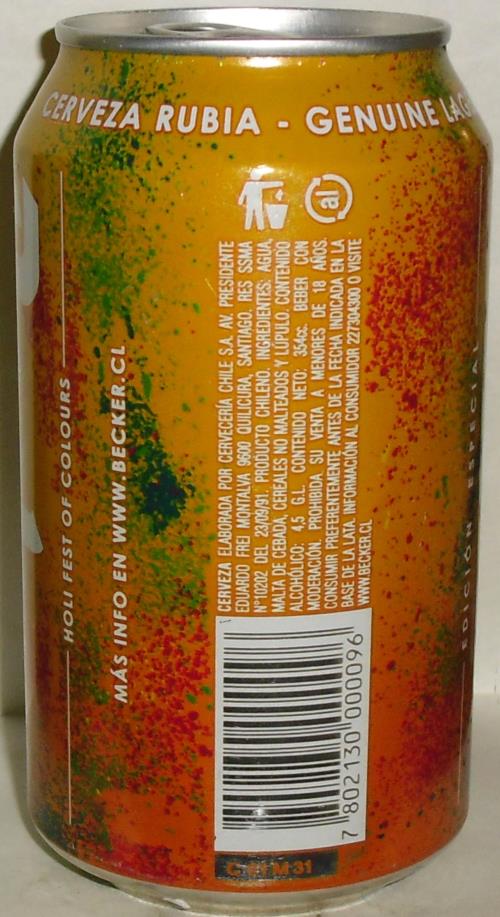 CERVEZA RUBIA - GENUINE LAG
al
HOLI FEST OF COLOURS
MÁS INFO EN WWW.BECKER.CL
CERVEZA ELABORADA POR CERVECERÍA CHILE S.A. AV. PRESIDENTE
EDUARDO FREI MONTALVA 9600 QUILICURA, SANTIAGO. RES SSMA
N°10202 DEL 23/09/91. PRODUCTO CHILENO, INGREDIENTES: AGUA,
MALTA DE CEBADA, CEREALES NO MALTEADOS Y LÚPULO. CONTENIDO
ALCOHÓLICO: 4,5 G.L. CONTENIDO NETO: 354cc. BEBER CON
MODERACIÓN. PROHIBIDA SU VENTA A MENORES DE 18 AÑOS.
CONSUMIR PREFERENTEMENTE ANTES DE LA FECHA INDICADA EN LA
BASE DE LA LATA. INFORMACIÓN AL CONSUMIDOR 227304900 O VISITE
WWW.BECKER.CL
7 802130 000096
EDICIÓN ESPECIAL